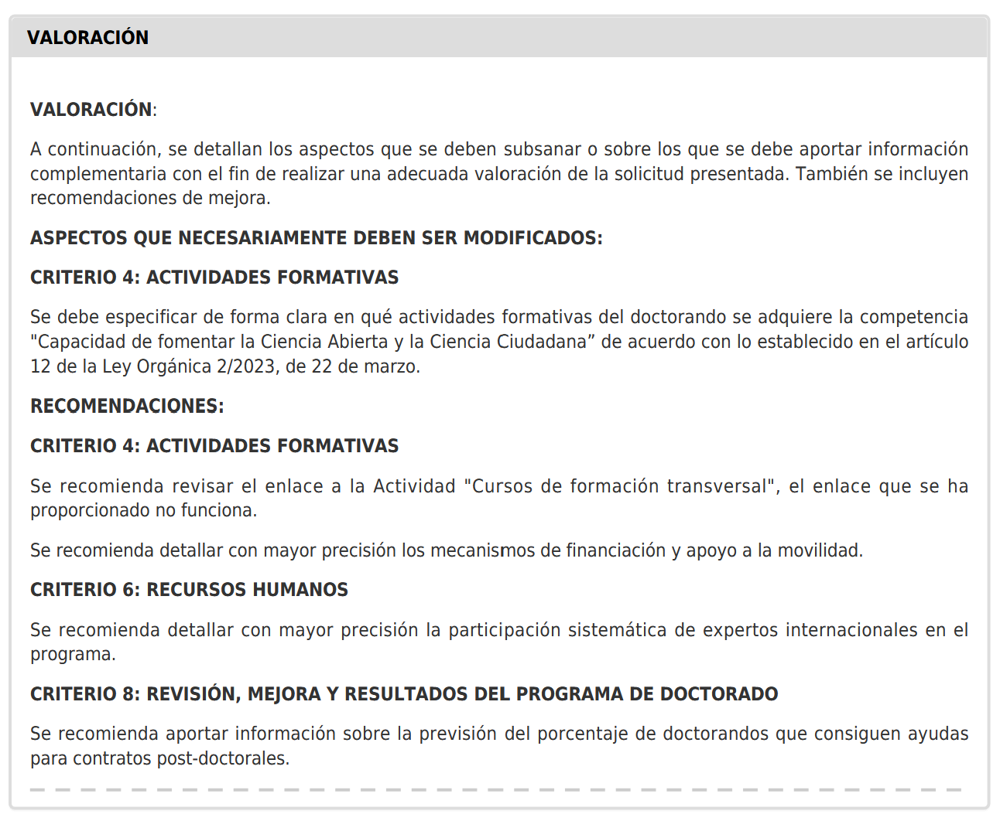 VALORACIÓN
VALORACIÓN:
A continuación, se detallan los aspectos que se deben subsanar o sobre los que se debe aportar información
complementaria con el fin de realizar una adecuada valoración de la solicitud presentada. También se incluyen
recomendaciones de mejora.
ASPECTOS QUE NECESARIAMENTE DEBEN SER MODIFICADOS:
CRITERIO 4: ACTIVIDADES FORMATIVAS
Se debe especificar de forma clara en qué actividades formativas del doctorando se adquiere la competencia
"Capacidad de fomentar la Ciencia Abierta y la Ciencia Ciudadana” de acuerdo con lo establecido en el artículo
12 de la Ley Orgánica 2/2023, de 22 de marzo.
RECOMENDACIONES:
CRITERIO 4: ACTIVIDADES FORMATIVAS
Se recomienda revisar el enlace a la Actividad "Cursos de formación transversal", el enlace que se ha
proporcionado no funciona.
Se recomienda detallar con mayor precisión los mecanismos de financiación y apoyo a la movilidad.
CRITERIO 6: RECURSOS HUMANOS
Se recomienda detallar con mayor precisión la participación sistemática de expertos internacionales en el
programa.
CRITERIO 8: REVISIÓN, MEJORA Y RESULTADOS DEL PROGRAMA DE DOCTORADO
Se recomienda aportar información sobre la previsión del porcentaje de doctorandos que consiguen ayudas
para contratos post-doctorales.